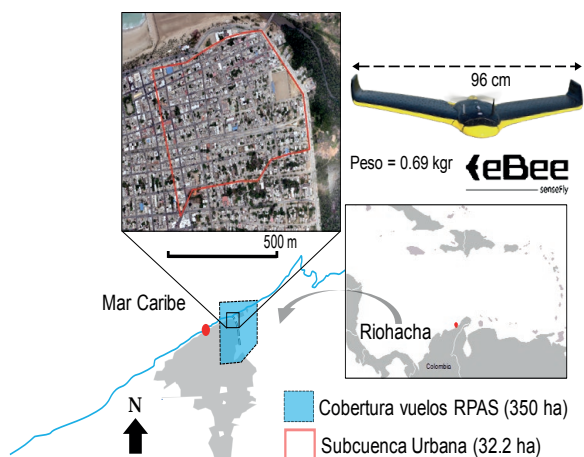 96 cm
Peso = 0.69 kgr
eBee
senseFly
500 m
Mar Caribe
Riohacha
Colombia
N
Cobertura vuelos RPAS (350 ha)
Subcuenca Urbana (32.2 ha)